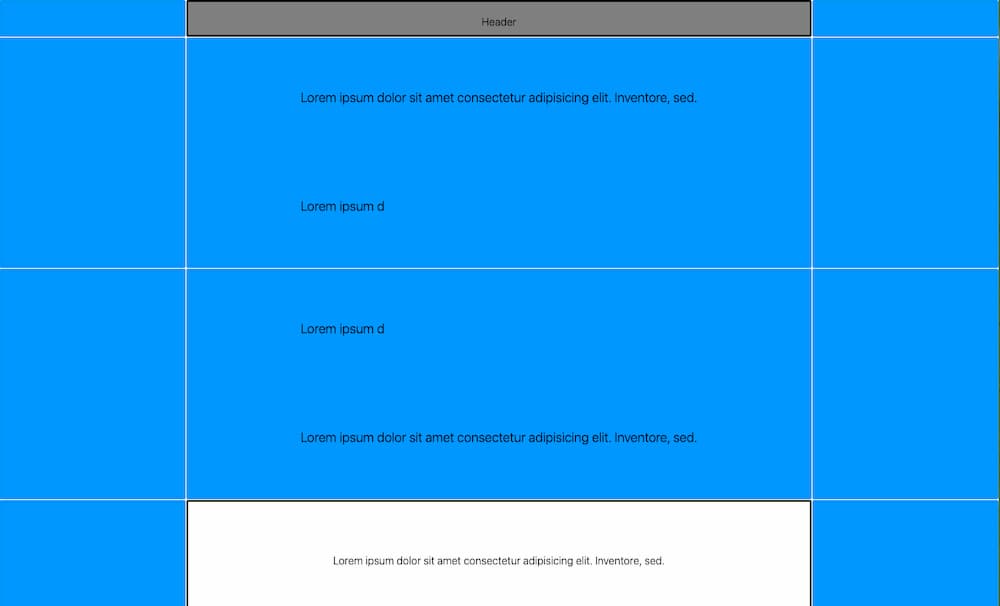 Header
Lorem ipsum dolor sit amet consectetur adipisicing elit. Inventore, sed.
Lorem ipsum d
Lorem ipsum d
Lorem ipsum dolor sit amet consectetur adipisicing elit. Inventore, sed.
Lorem ipsum dolor sit amet consectetur adipisicing elit. Inventore, sed.